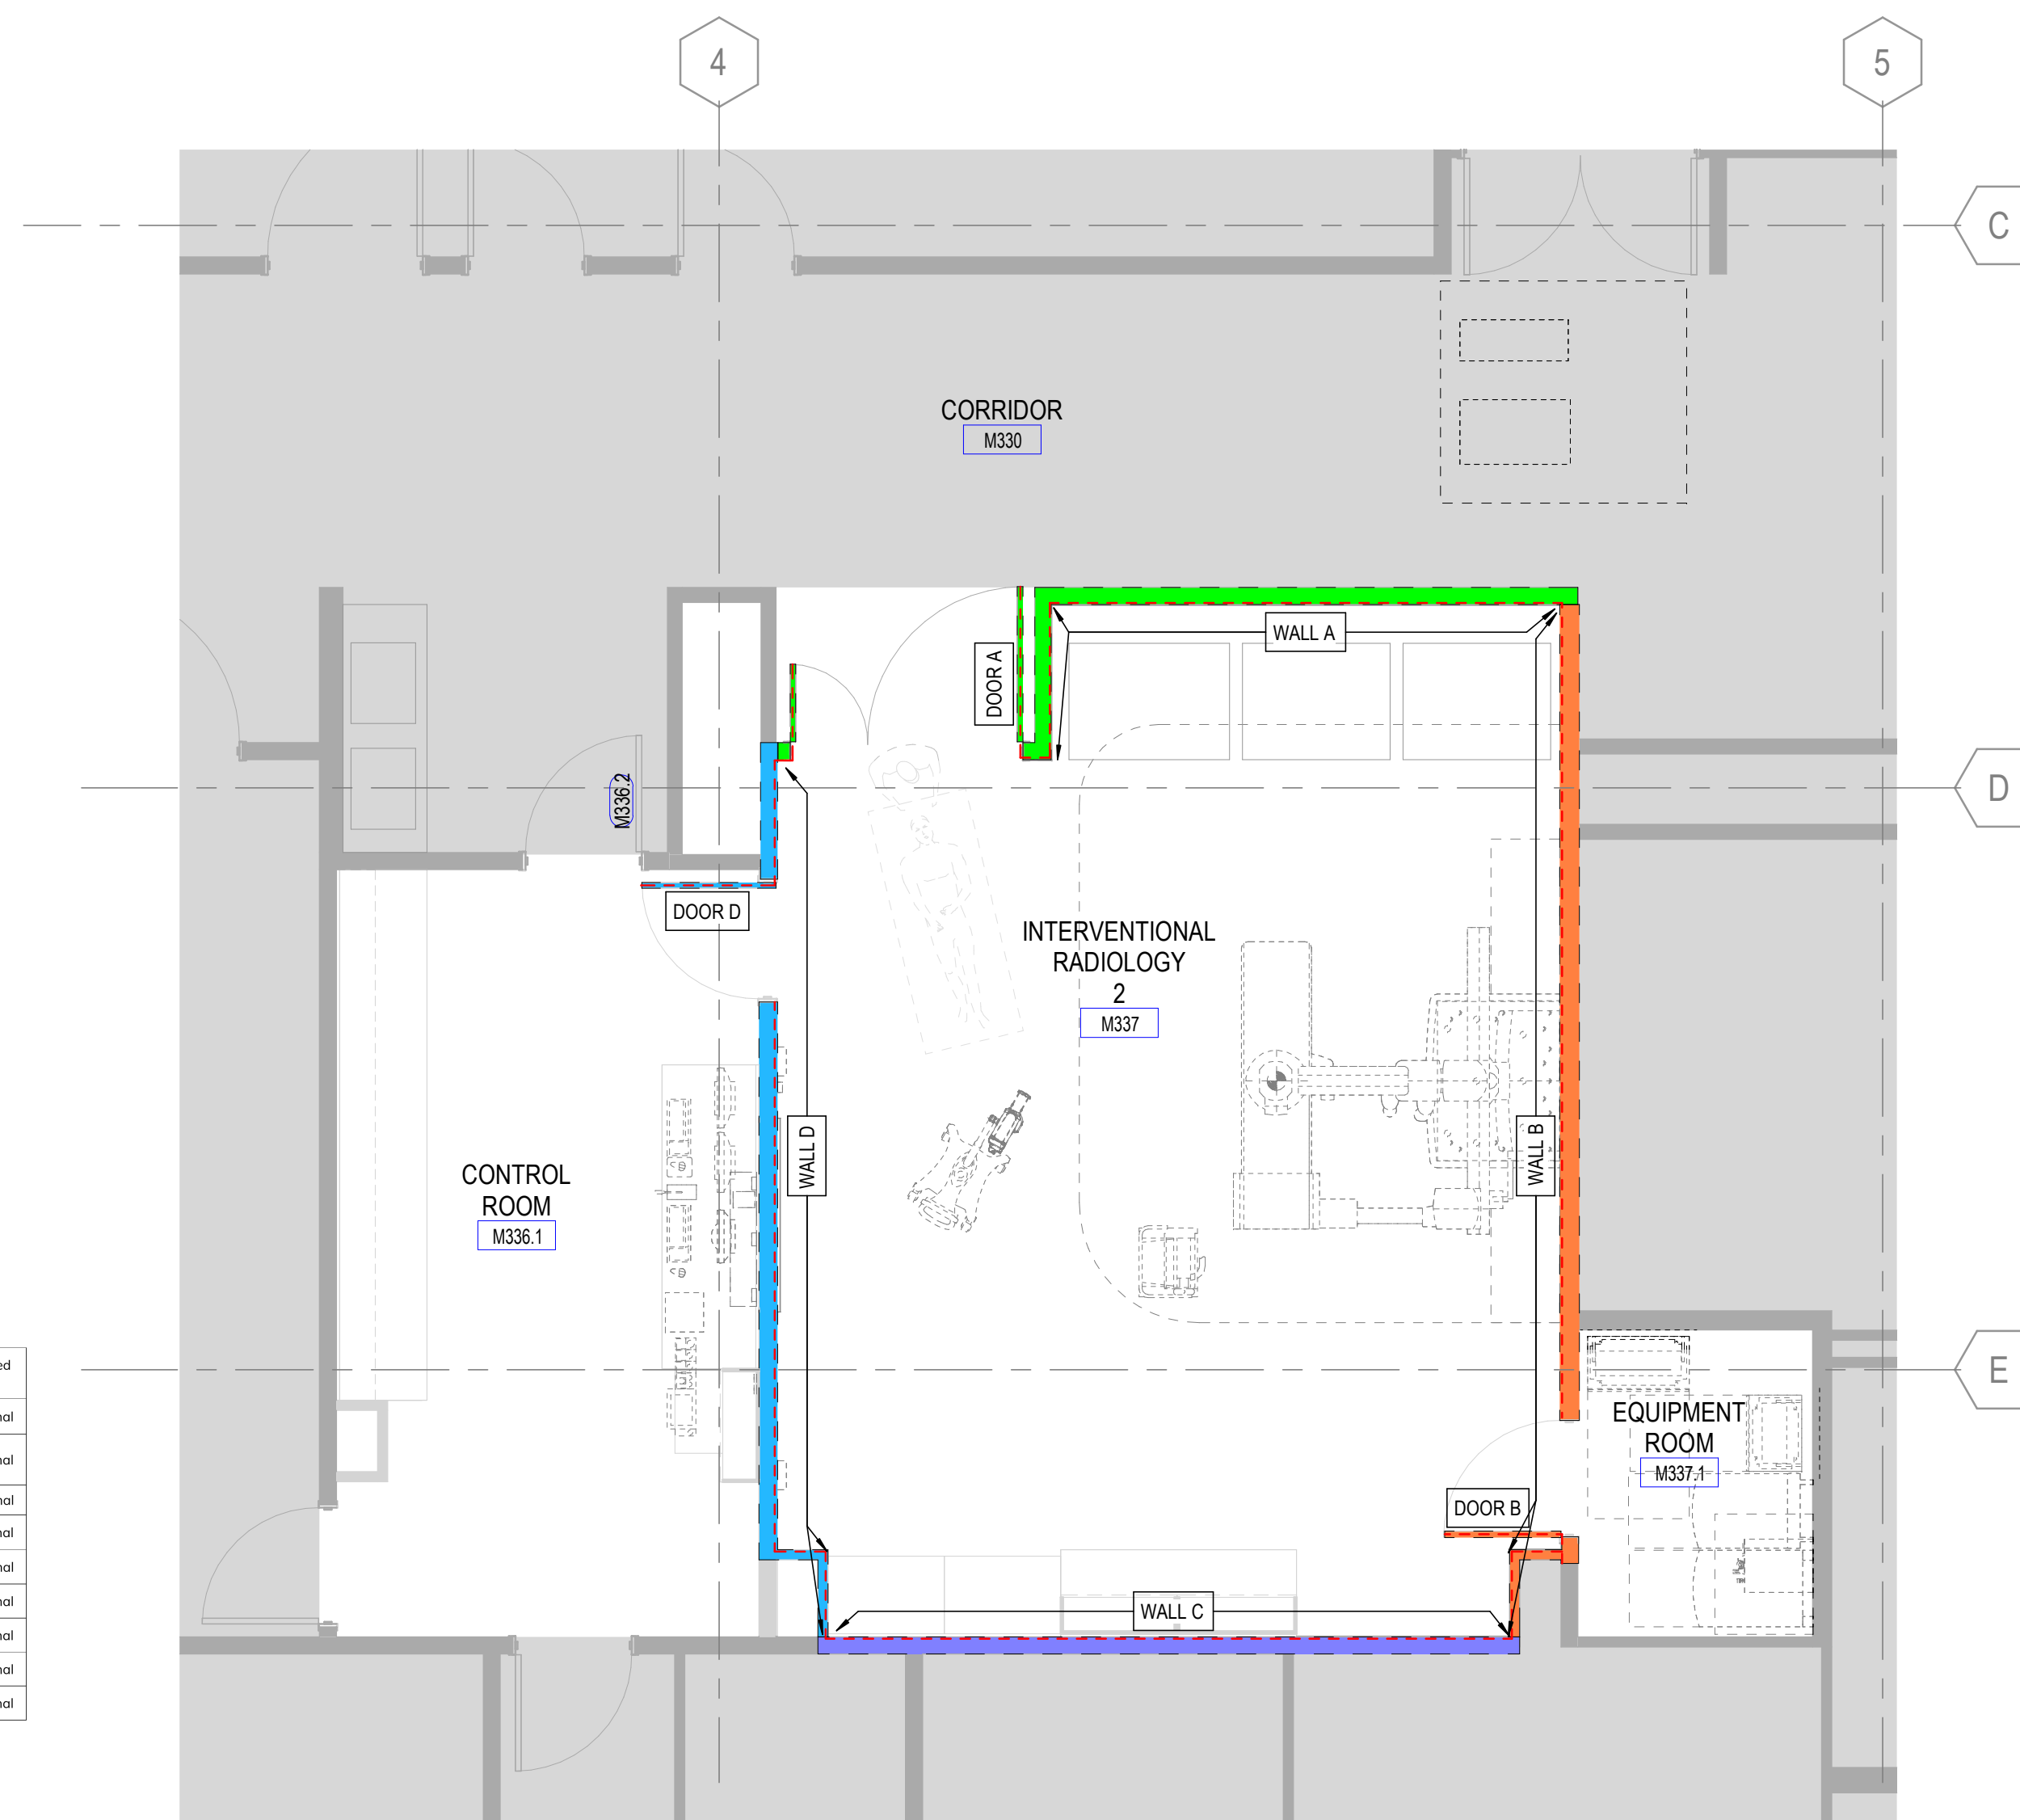 4
5
C
CORRIDOR
M330
WALL A
DOOR A
D
M336.2
DOOR D
INTERVENTIONAL
RADIOLOGY
2
M337
WALL D
WALL B
CONTROL
ROOM
M336.1
E
EQUIPMENT
ROOM
M337.1
DOOR B
WALL C